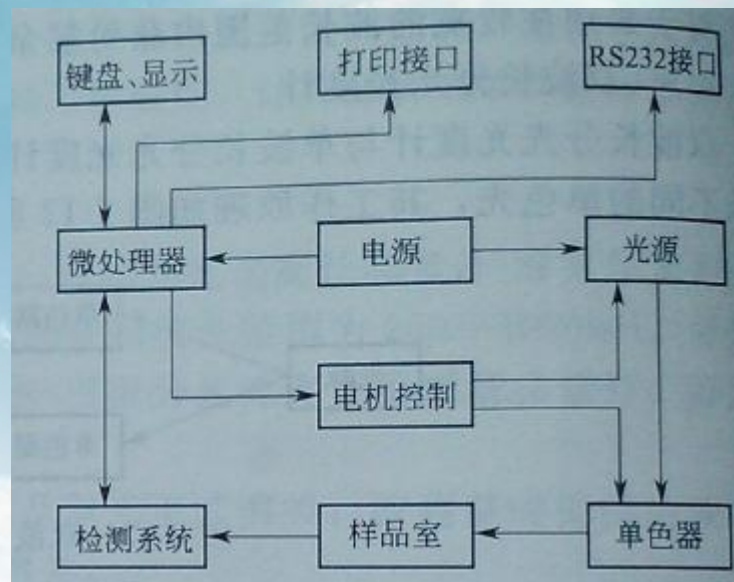 键盘、显示
打印接口
RS232接口
微处理器
电源
光源
电机控制
检测系统
样品室
单色器